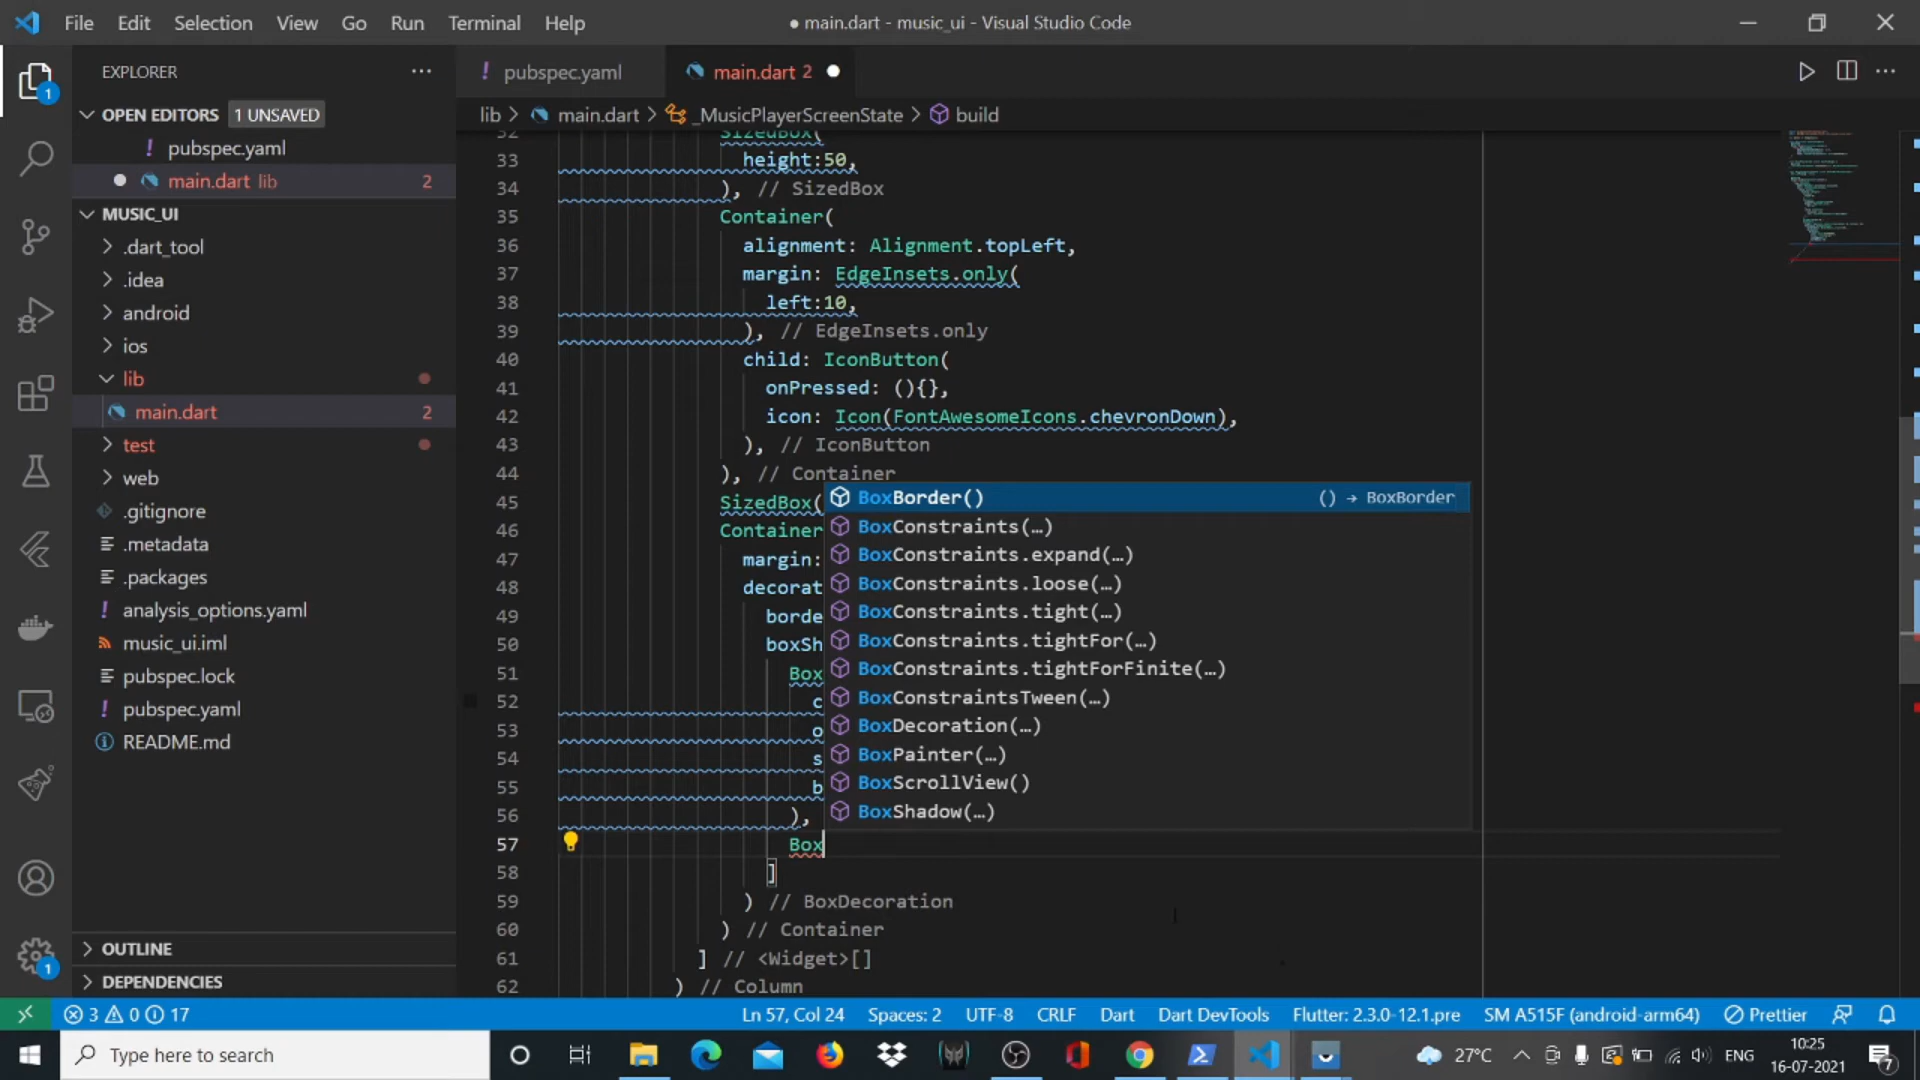 File Edit Selection View Go Run Terminal Help
● main.dart - music_ui - Visual Studio Code
EXPLORER
OPEN EDITORS 1 UNSAVED
! pubspec.yaml
main.dart lib 2
MUSIC_UI
.dart_tool
.idea
android
ios
lib
main.dart 2
test
web
.gitignore
.metadata
.packages
analysis_options.yaml
music_ui.iml
pubspec.lock
! pubspec.yaml
README.md
OUTLINE
DEPENDENCIES
! pubspec.yaml
main.dart 2
lib > main.dart > _MusicPlayerScreenState > build
32 SizedBox(
33 height:50,
34 ), // SizedBox
35 Container(
36 alignment: Alignment.topLeft,
37 margin: EdgeInsets.only(
38 left:10,
39 ), // EdgeInsets.only
40 child: IconButton(
41 onPressed: (){},
42 icon: Icon(FontAwesomeIcons.chevronDown),
43 ), // IconButton
44 ), // Container
45 SizedBox(
46 Container
47 margin:
48 decorat
49 borde
50 boxSh
51 Box
52 c
53 o
54 s
55 b
56 ),
57 Box
58 ]
59 ) // BoxDecoration
60 ) // Container
61 ] // <Widget>[]
62 ) // Column
BoxBorder() () → BoxBorder
BoxConstraints(…)
BoxConstraints.expand(…)
BoxConstraints.loose(…)
BoxConstraints.tight(…)
BoxConstraints.tightFor(…)
BoxConstraints.tightForFinite(…)
BoxConstraintsTween(…)
BoxDecoration(…)
BoxPainter(…)
BoxScrollView()
BoxShadow(…)
1
1
3 0 17
Ln 57, Col 24 Spaces: 2 UTF-8 CRLF Dart Dart DevTools Flutter: 2.3.0-12.1.pre SM A515F (android-arm64) Prettier
Type here to search
27°C ENG
10:25
16-07-2021
7